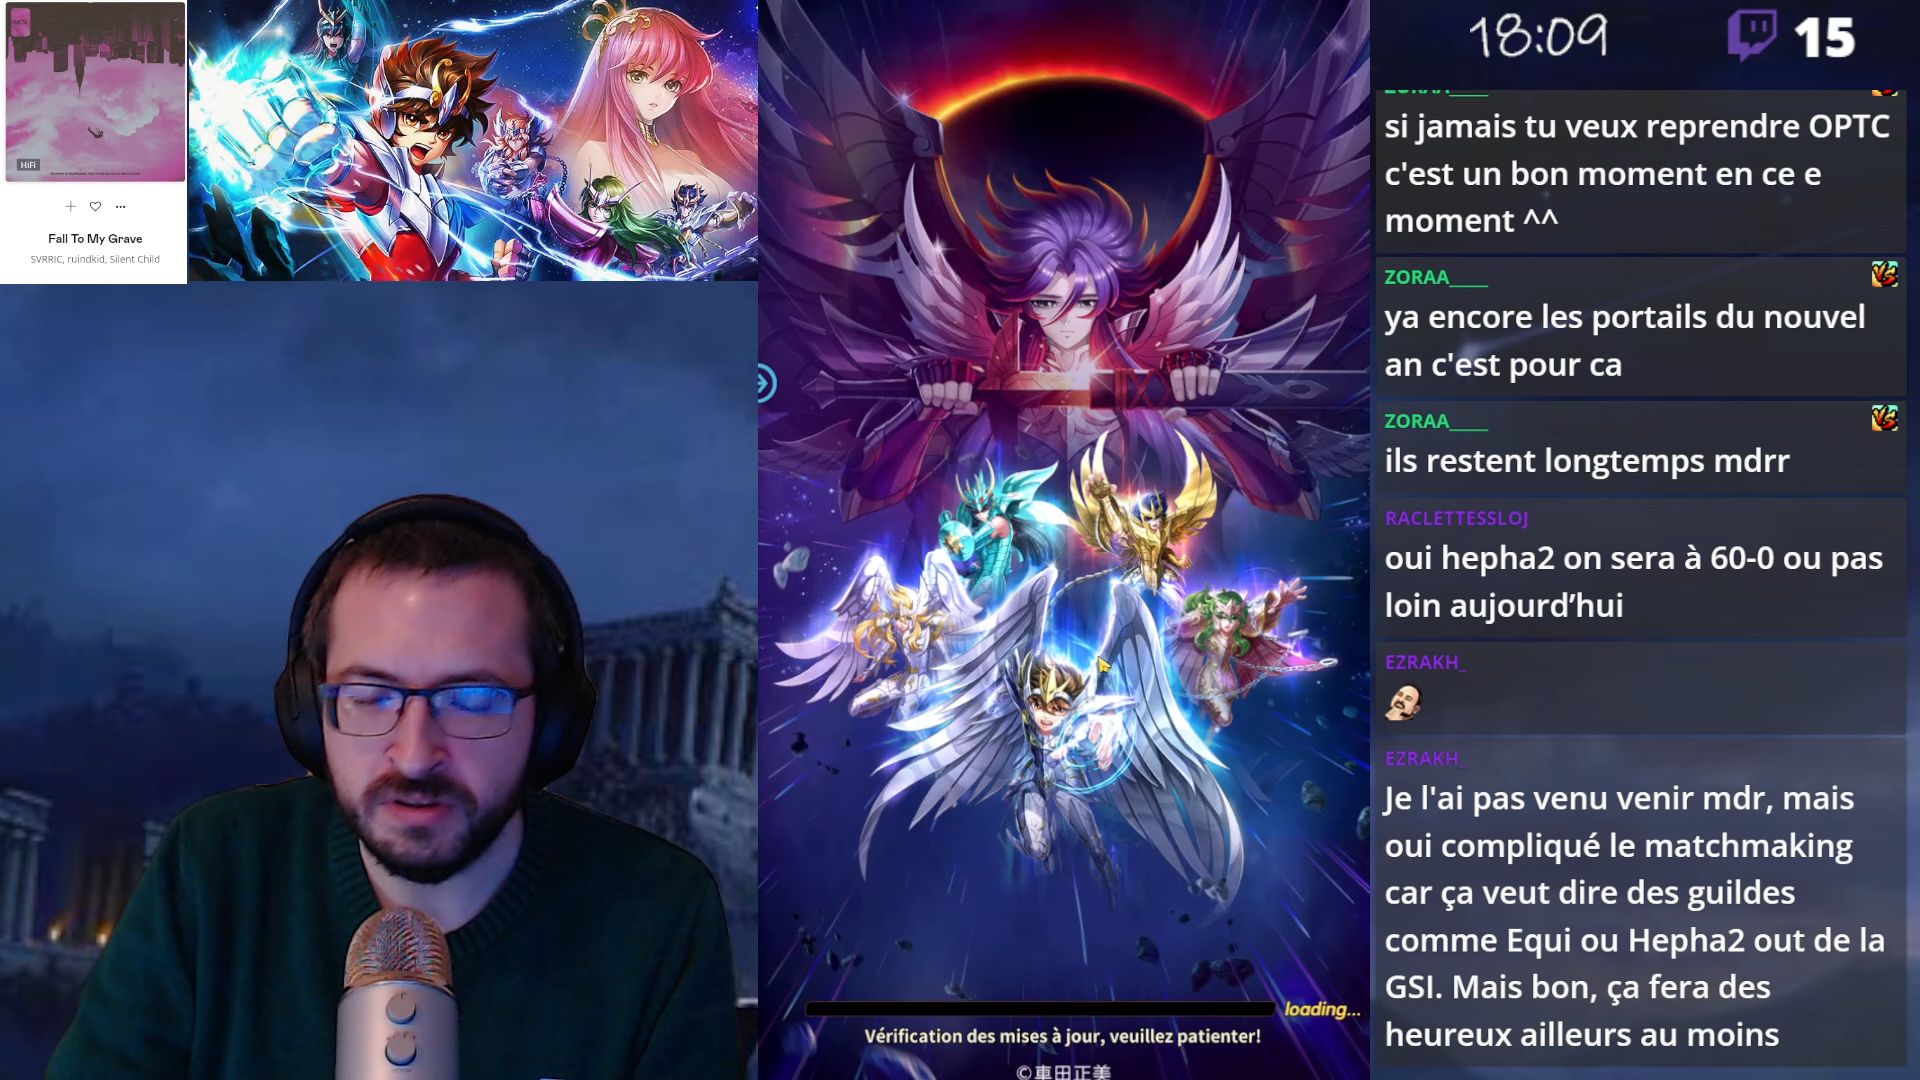 HiFi
Fall To My Grave
SVRRIC, ruindkid, Silent Child
loading...
Vérification des mises à jour, veuillez patienter!
©車田正美
18:09
15
ZORAA____
si jamais tu veux reprendre OPTC
c'est un bon moment en ce e
moment ^^
ZORAA____
ya encore les portails du nouvel
an c'est pour ca
ZORAA____
ils restent longtemps mdrr
RACLETTESSLOJ
oui hepha2 on sera à 60-0 ou pas
loin aujourd’hui
EZRAKH_
EZRAKH_
Je l'ai pas venu venir mdr, mais
oui compliqué le matchmaking
car ça veut dire des guildes
comme Equi ou Hepha2 out de la
GSI. Mais bon, ça fera des
heureux ailleurs au moins